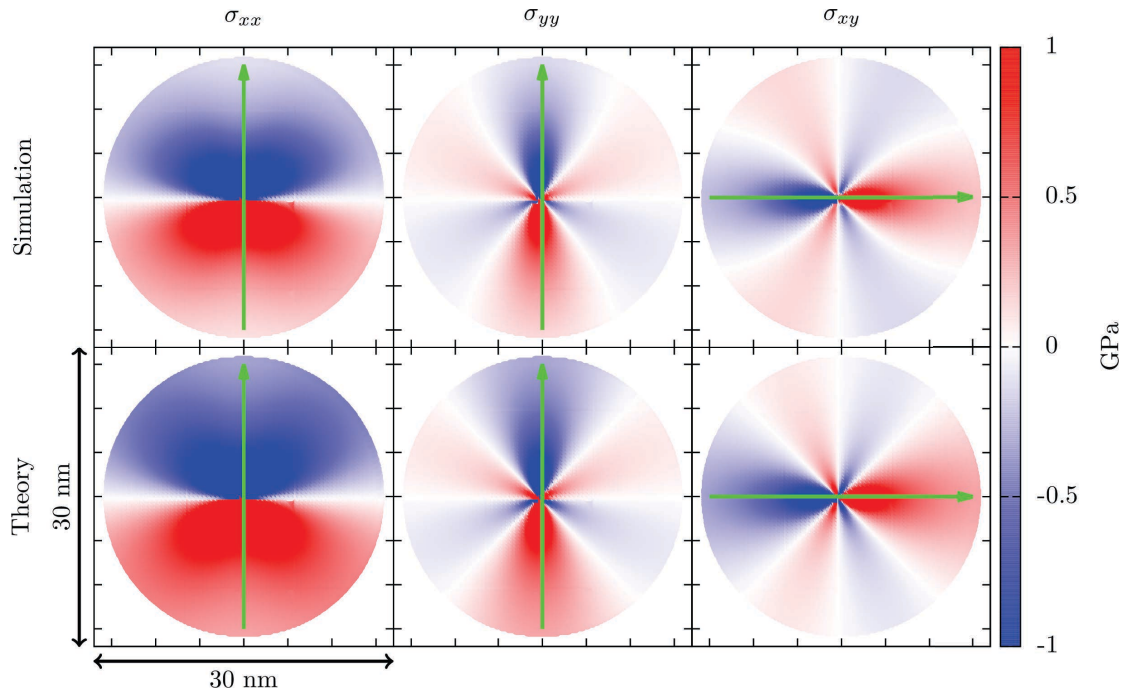 σxx σyy σxy
Simulation
Theory
30 nm
30 nm
1
0.5
0
-0.5
-1
GPa